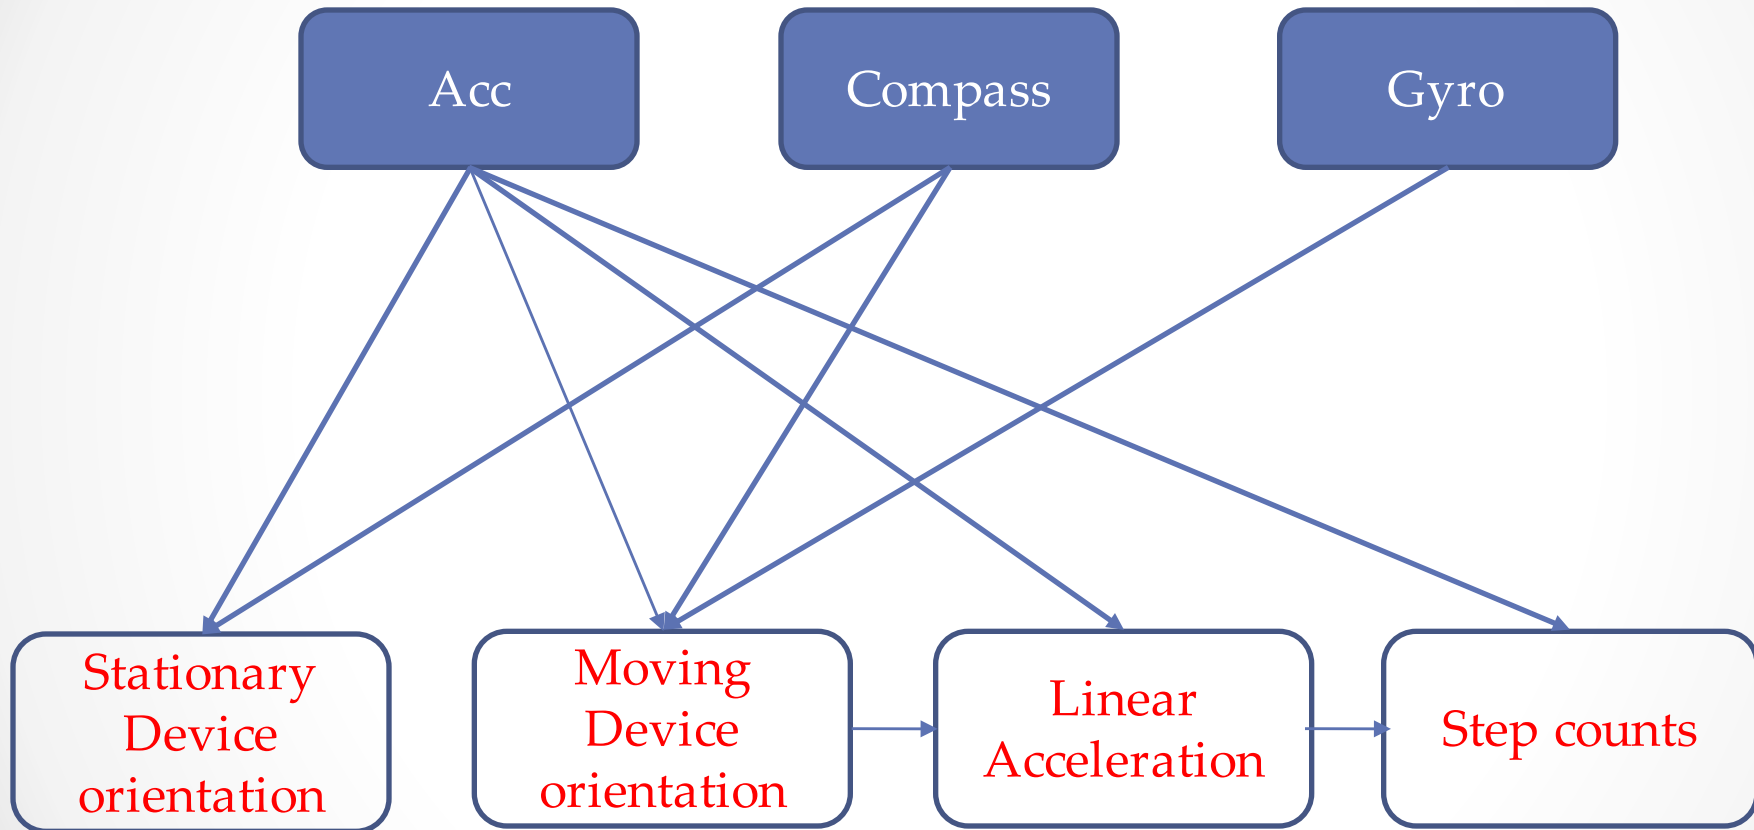 Acc
Compass
Gyro
Stationary
Device
orientation
Moving
Device
orientation
Linear
Acceleration
Step counts